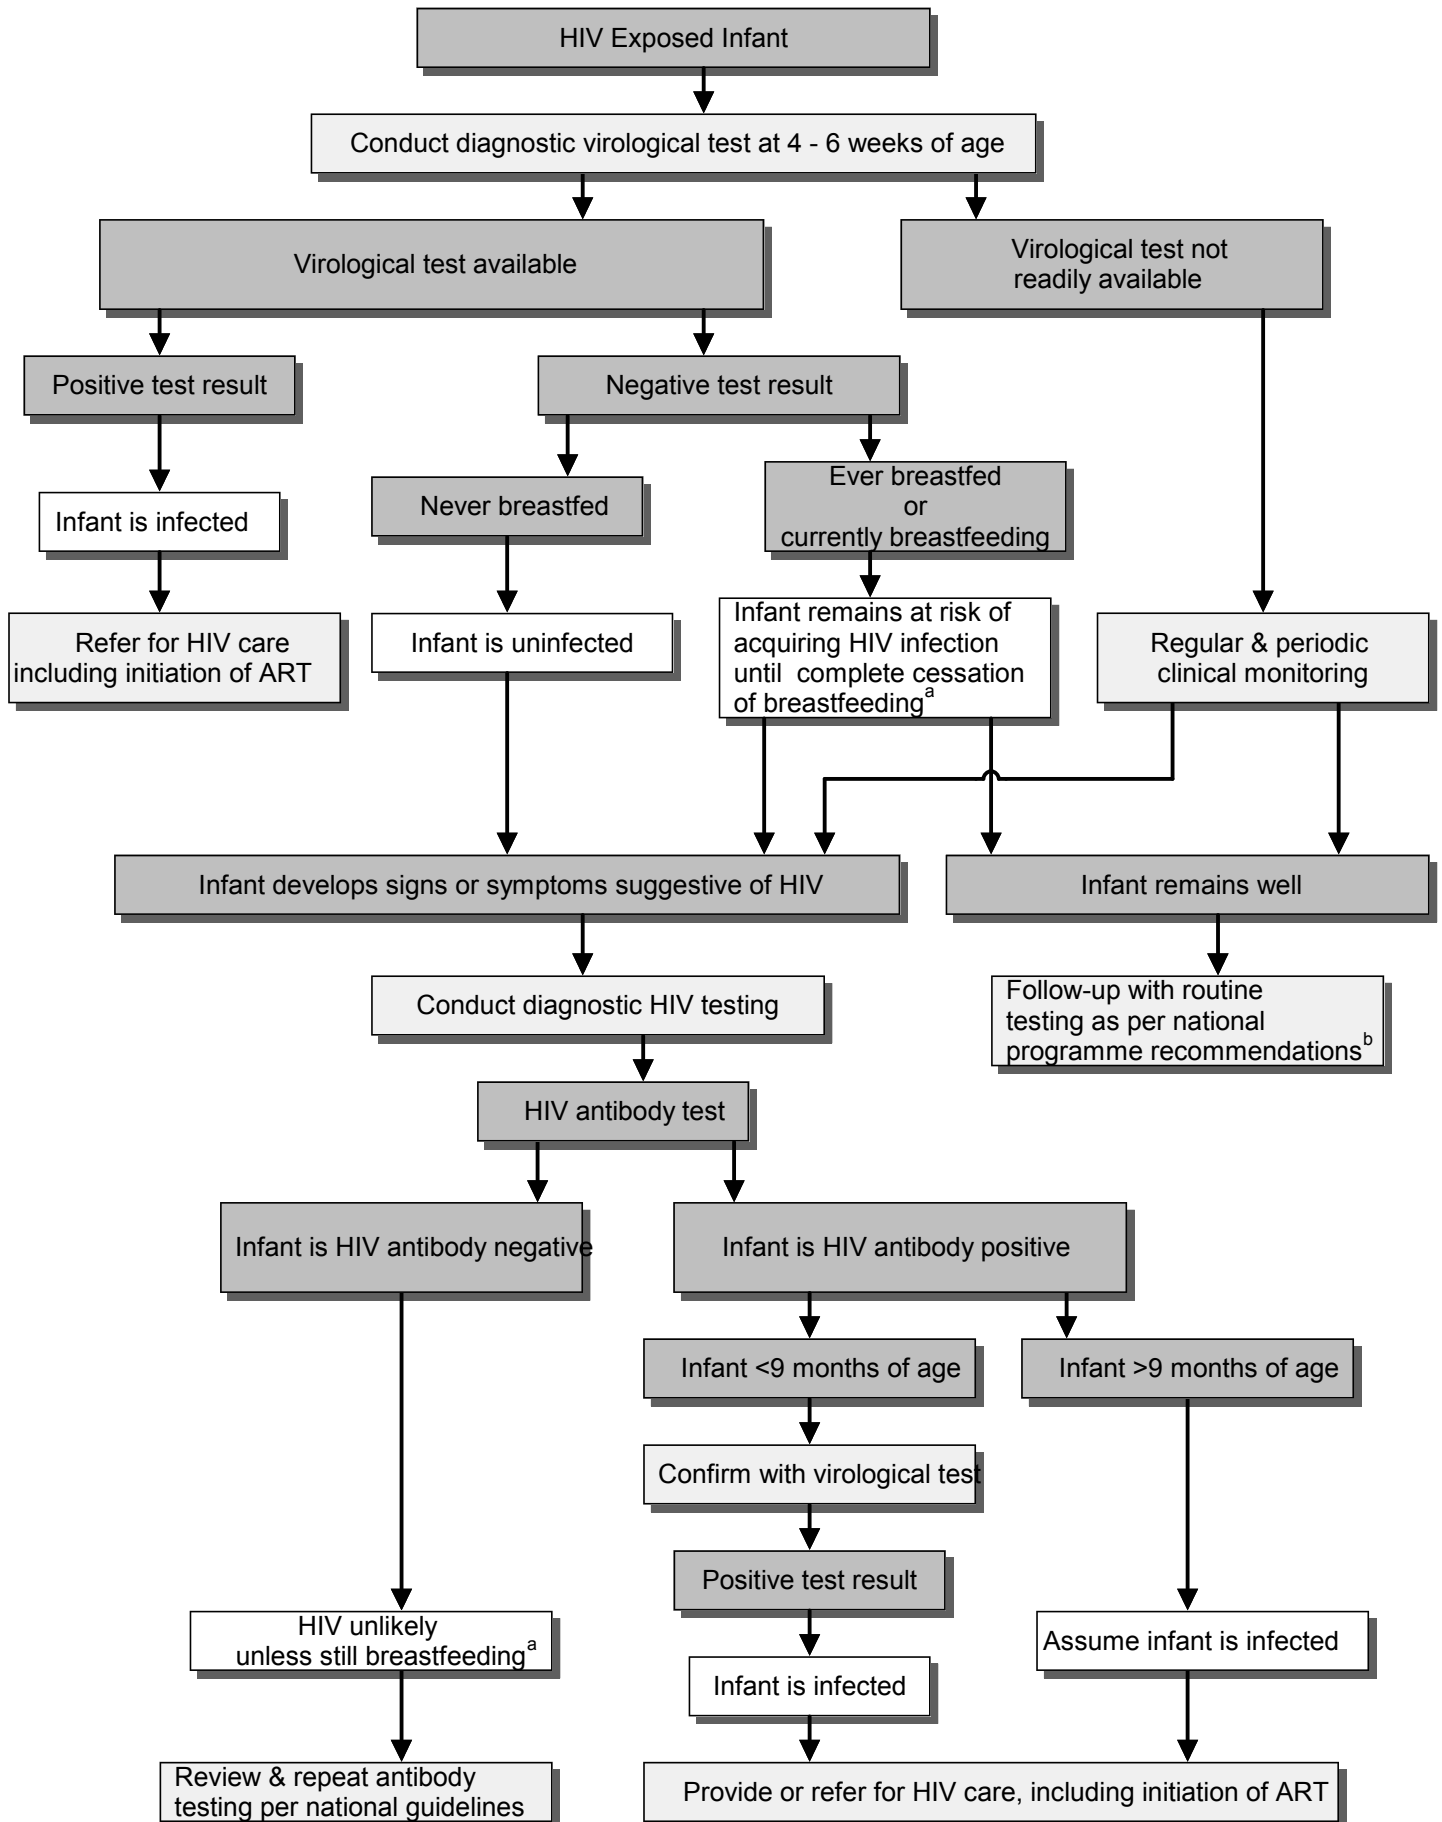 HIV Exposed Infant
Conduct diagnostic virological test at 4 - 6 weeks of age
Virological test available
Virological test not
readily available
Positive test result
Negative test result
Never breastfed
Ever breastfed
or
currently breastfeeding
Infant is infected
Refer for HIV care
including initiation of ART
Infant is uninfected
Infant remains at risk of
acquiring HIV infection
until complete cessation
of breastfeeding^a
Regular & periodic
clinical monitoring
Infant develops signs or symptoms suggestive of HIV
Infant remains well
Conduct diagnostic HIV testing
Follow-up with routine
testing as per national
programme recommendations^b
HIV antibody test
Infant is HIV antibody negative
Infant is HIV antibody positive
Infant <9 months of age
Infant >9 months of age
Confirm with virological test
Positive test result
HIV unlikely
unless still breastfeeding^a
Infant is infected
Assume infant is infected
Review & repeat antibody
testing per national guidelines
Provide or refer for HIV care, including initiation of ART